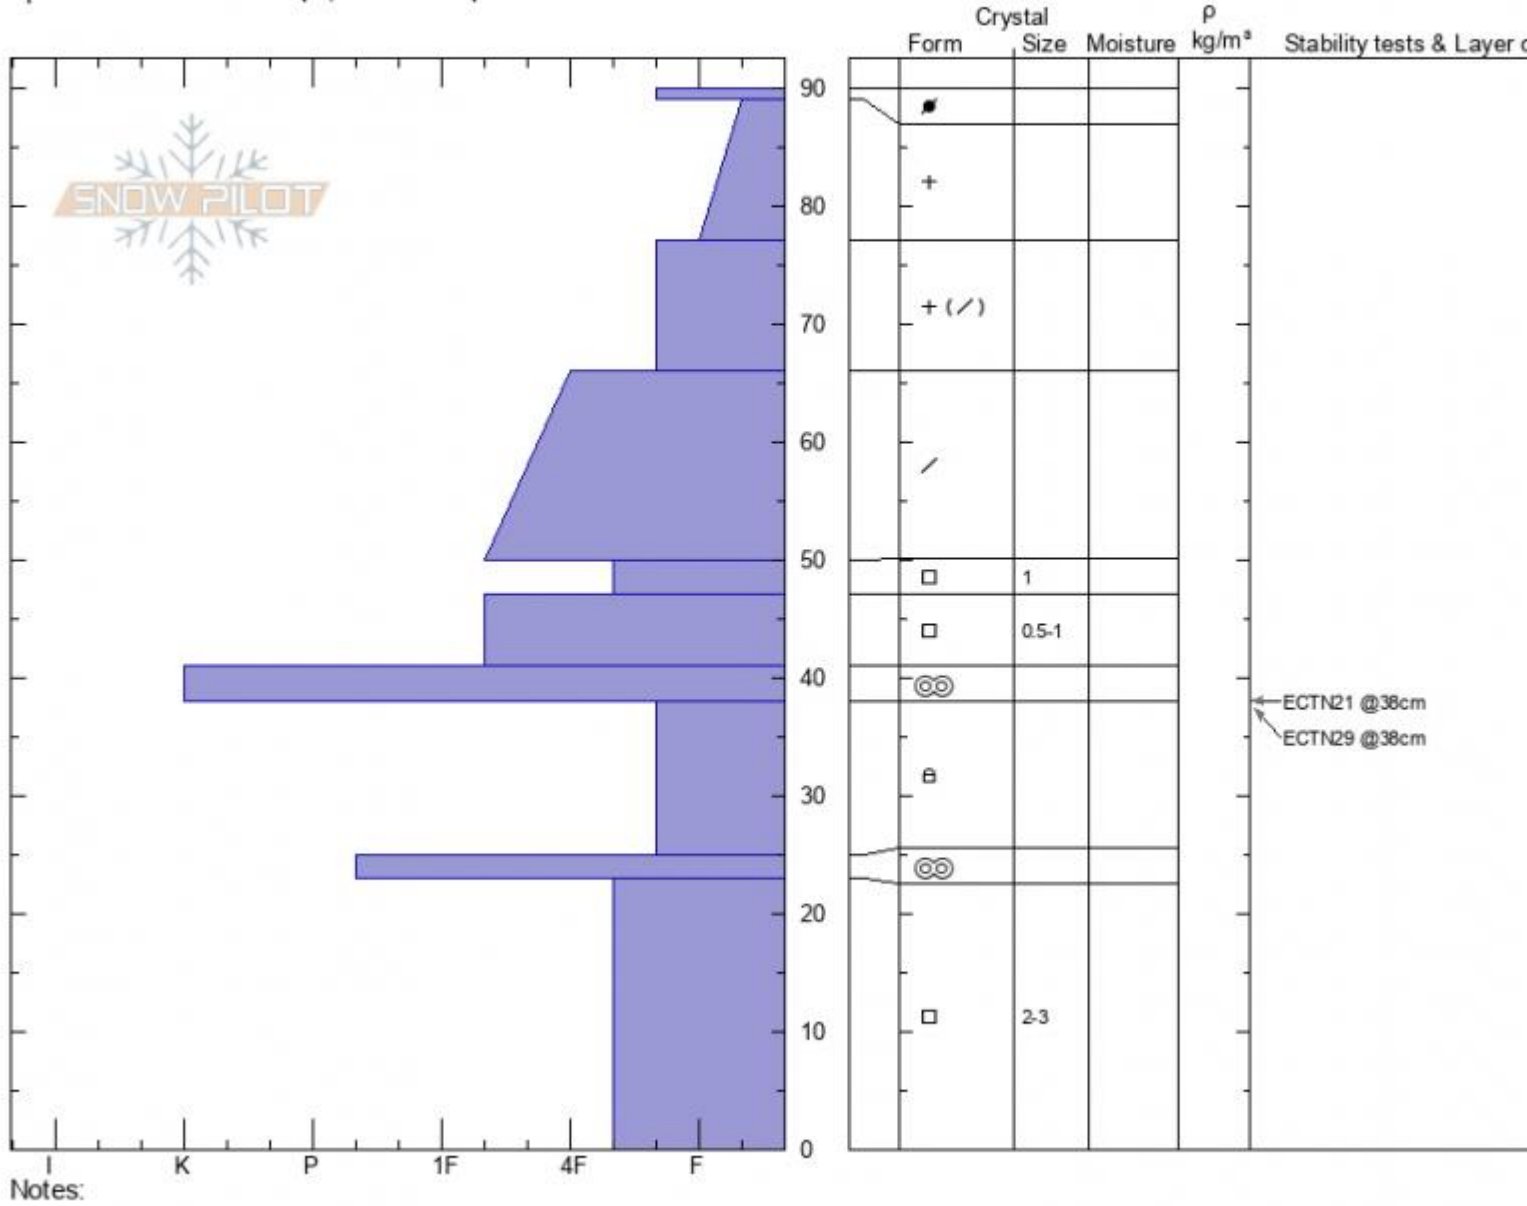 Crystal
ρ
Form Size Moisture kg/m³ Stability tests & Layer
SNOW PILOT
90
80
+
70
+ (/)
60
/
50
1
0.5-1
40
ECTN21 @38cm
ECTN29 @38cm
30
20
2-3
10
0
I K P 1F 4F F
Notes: